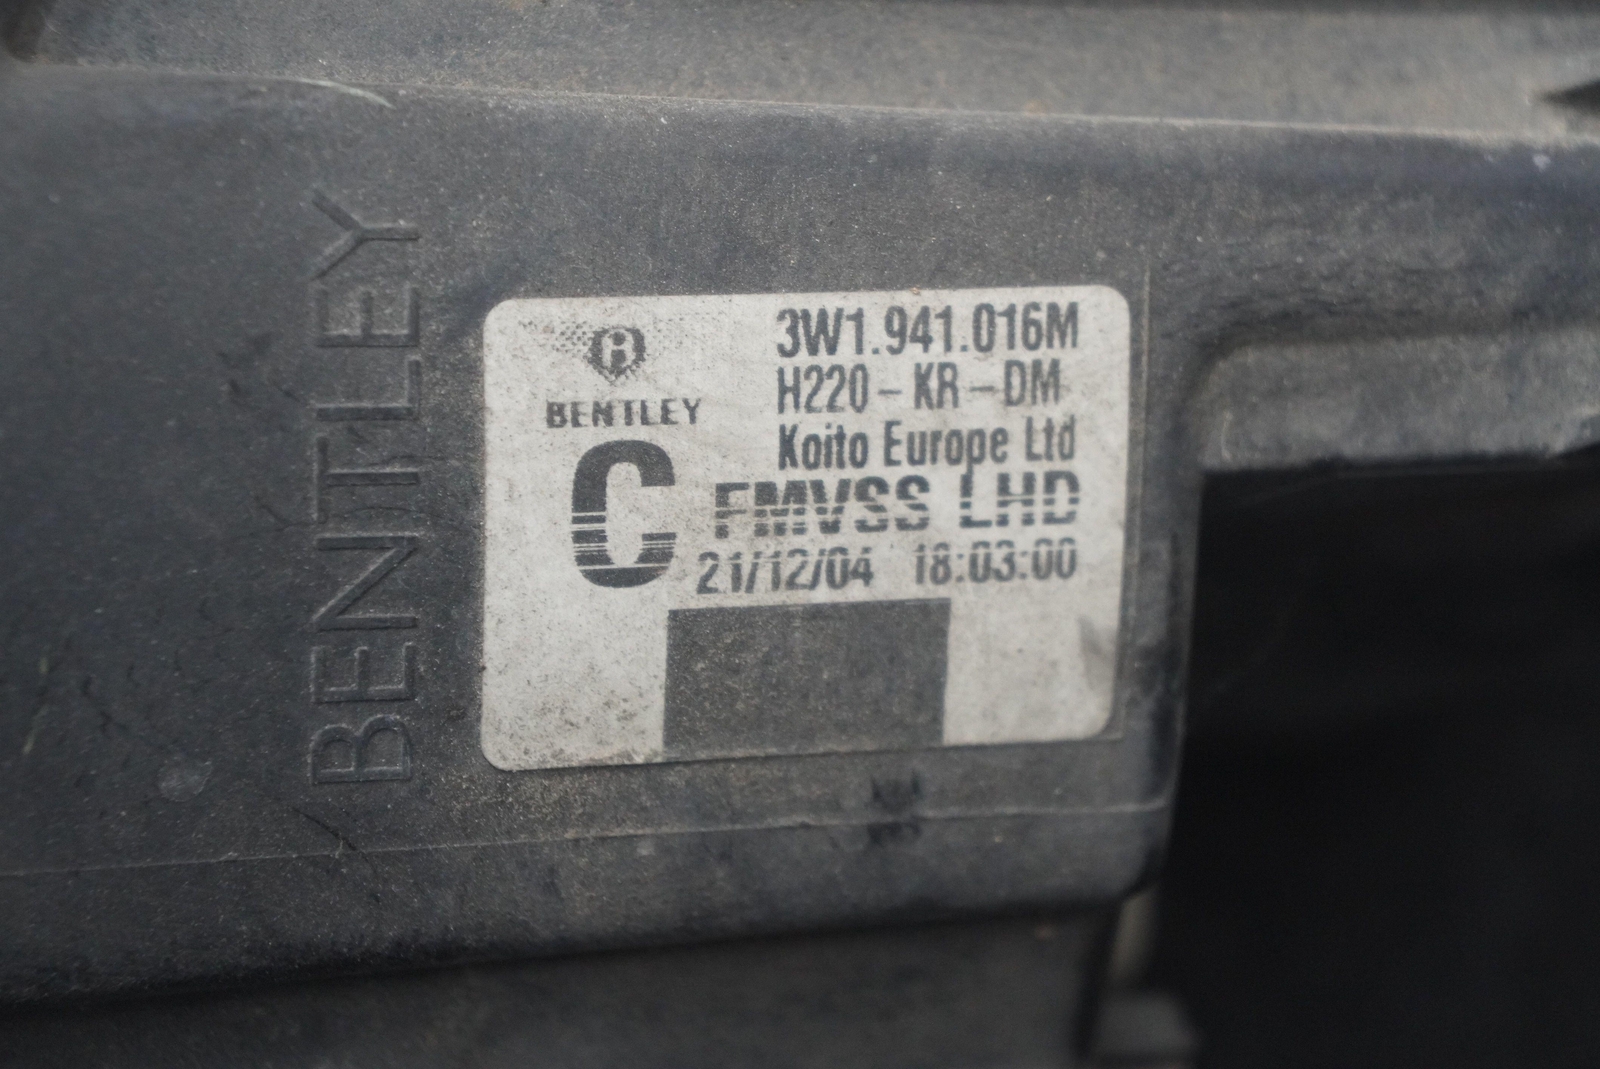 BENTLEY
3W1.941.016M
H220-KR-DM
BENTLEY
Koito Europe Ltd
C
FMVSS LHD
21/12/04 18:03:00